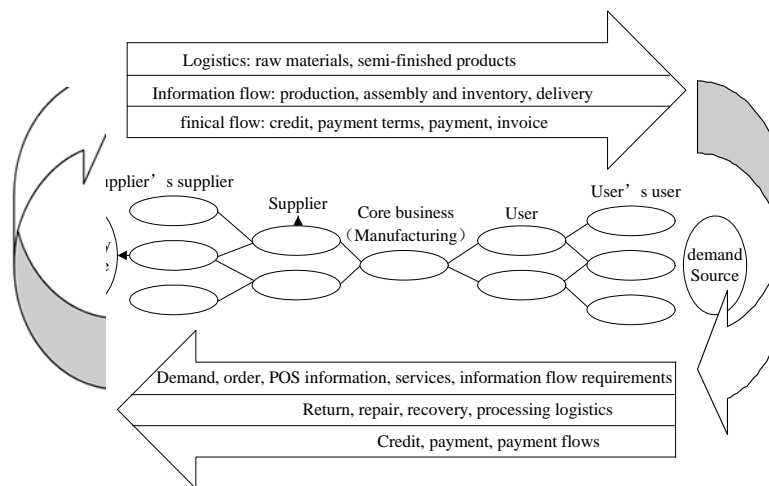 Logistics: raw materials, semi-finished products
Information flow: production, assembly and inventory, delivery
finical flow: credit, payment terms, payment, invoice
pplier’s supplier
Supplier
Core business
（Manufacturing）
User
User’s user
demand
Source
Demand, order, POS information, services, information flow requirements
Return, repair, recovery, processing logistics
Credit, payment, payment flows